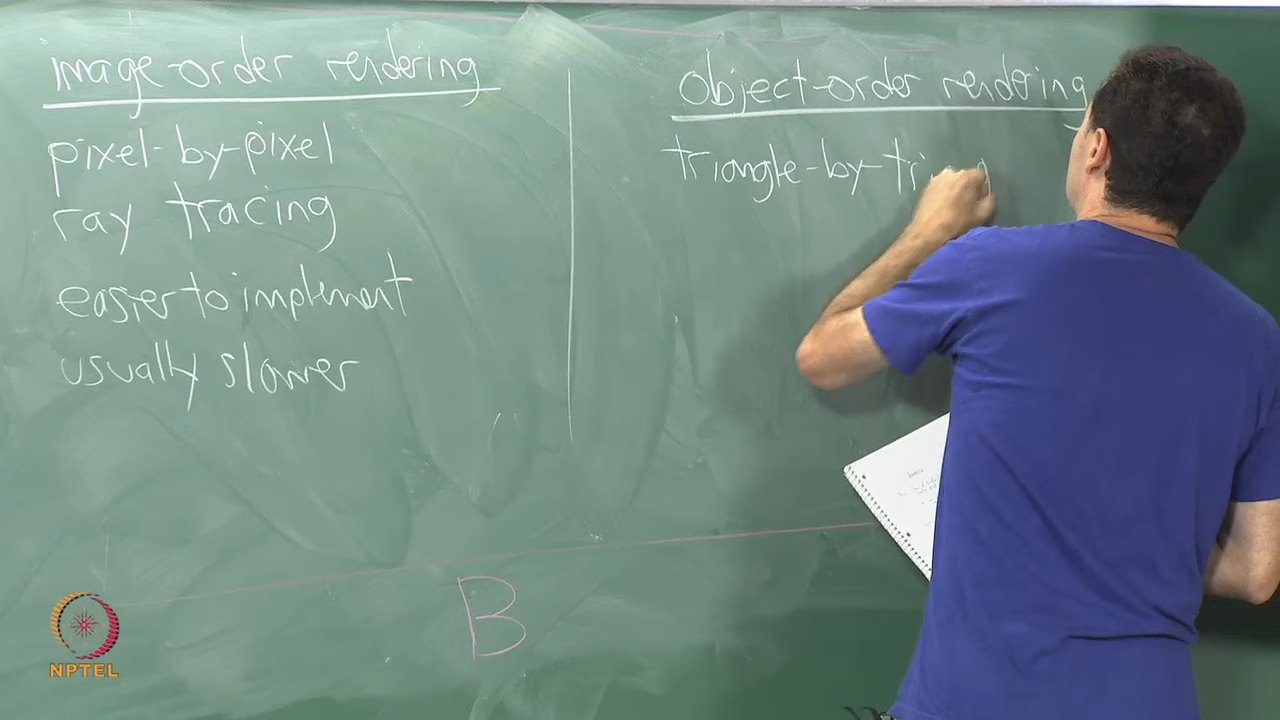 image-order rendering
pixel-by-pixel
ray tracing
easier to implement
usually slower
object-order rendering
triangle-by-tri
B
NPTEL